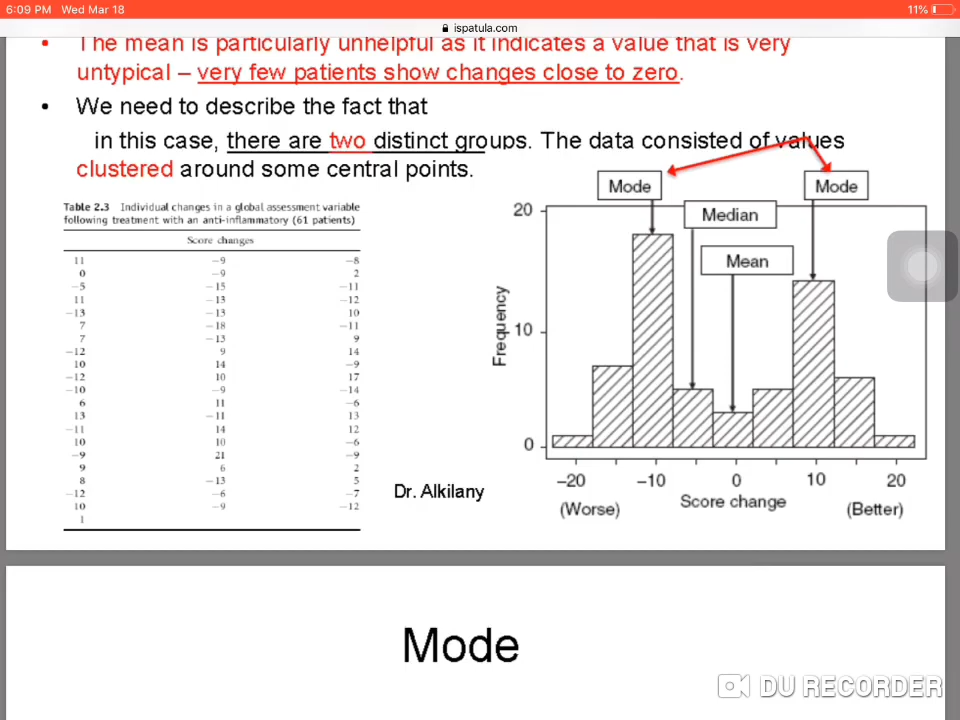 6:09 PM Wed Mar 18
11%
ispatula.com
• The mean is particularly unhelpful as it indicates a value that is very
untypical – very few patients show changes close to zero.
• We need to describe the fact that
in this case, there are two distinct groups. The data consisted of values
clustered around some central points.
Table 2.3 Individual changes in a global assessment variable
following treatment with an anti-inflammatory (61 patients)
Score changes
11 −9 −8
0 −9 2
−5 −15 −11
11 −13 −12
−13 −13 10
7 −18 −11
7 −13 9
−12 9 14
10 14 −9
−12 10 17
−10 −9 −14
6 11 −6
13 −11 13
−11 14 12
10 10 −6
−9 21 −9
9 6 2
8 −13 5
−12 −6 −7
10 −9 −12
1
Dr. Alkilany
Mode
Mode
Median
Mean
Frequency
20
10
0
−20 −10 0 10 20
(Worse) Score change (Better)
Mode
DU RECORDER